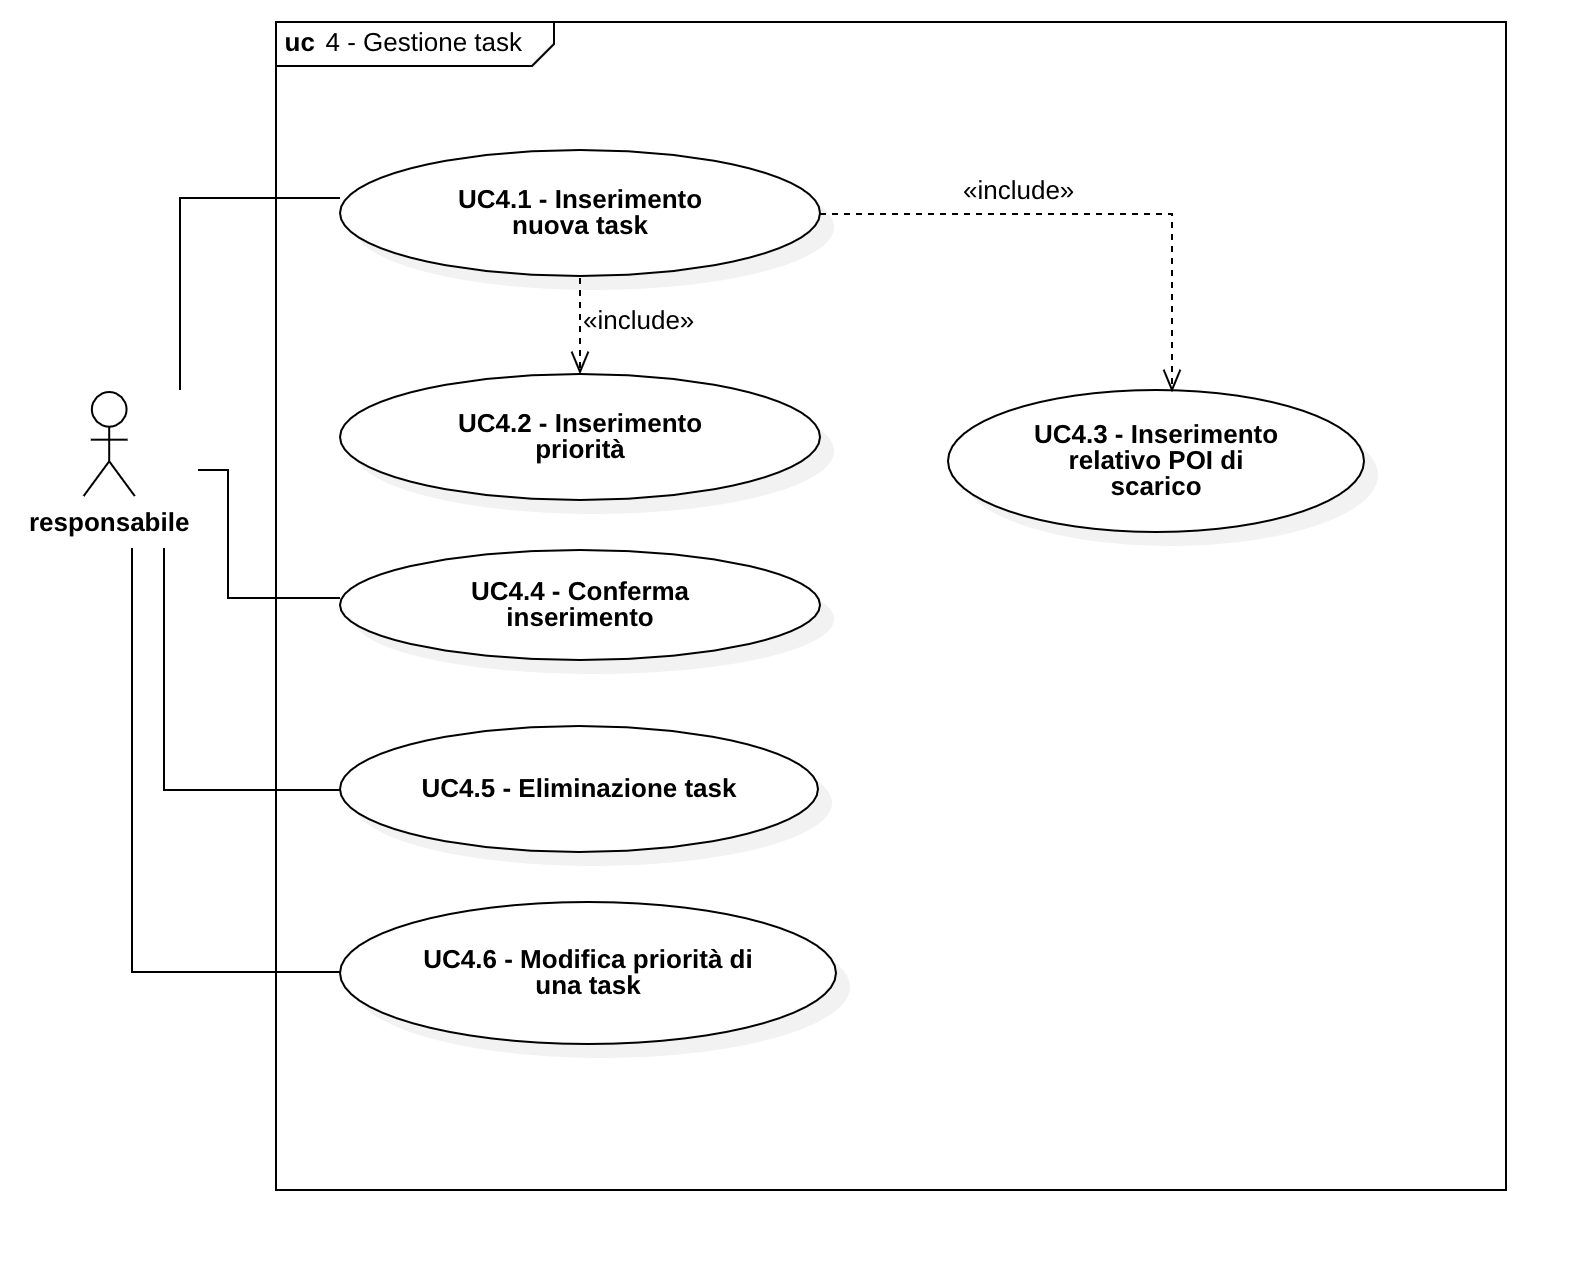 uc 4 - Gestione task
UC4.1 - Inserimento
nuova task
«include»
«include»
UC4.2 - Inserimento
priorità
UC4.3 - Inserimento
relativo POI di
scarico
responsabile
UC4.4 - Conferma
inserimento
UC4.5 - Eliminazione task
UC4.6 - Modifica priorità di
una task